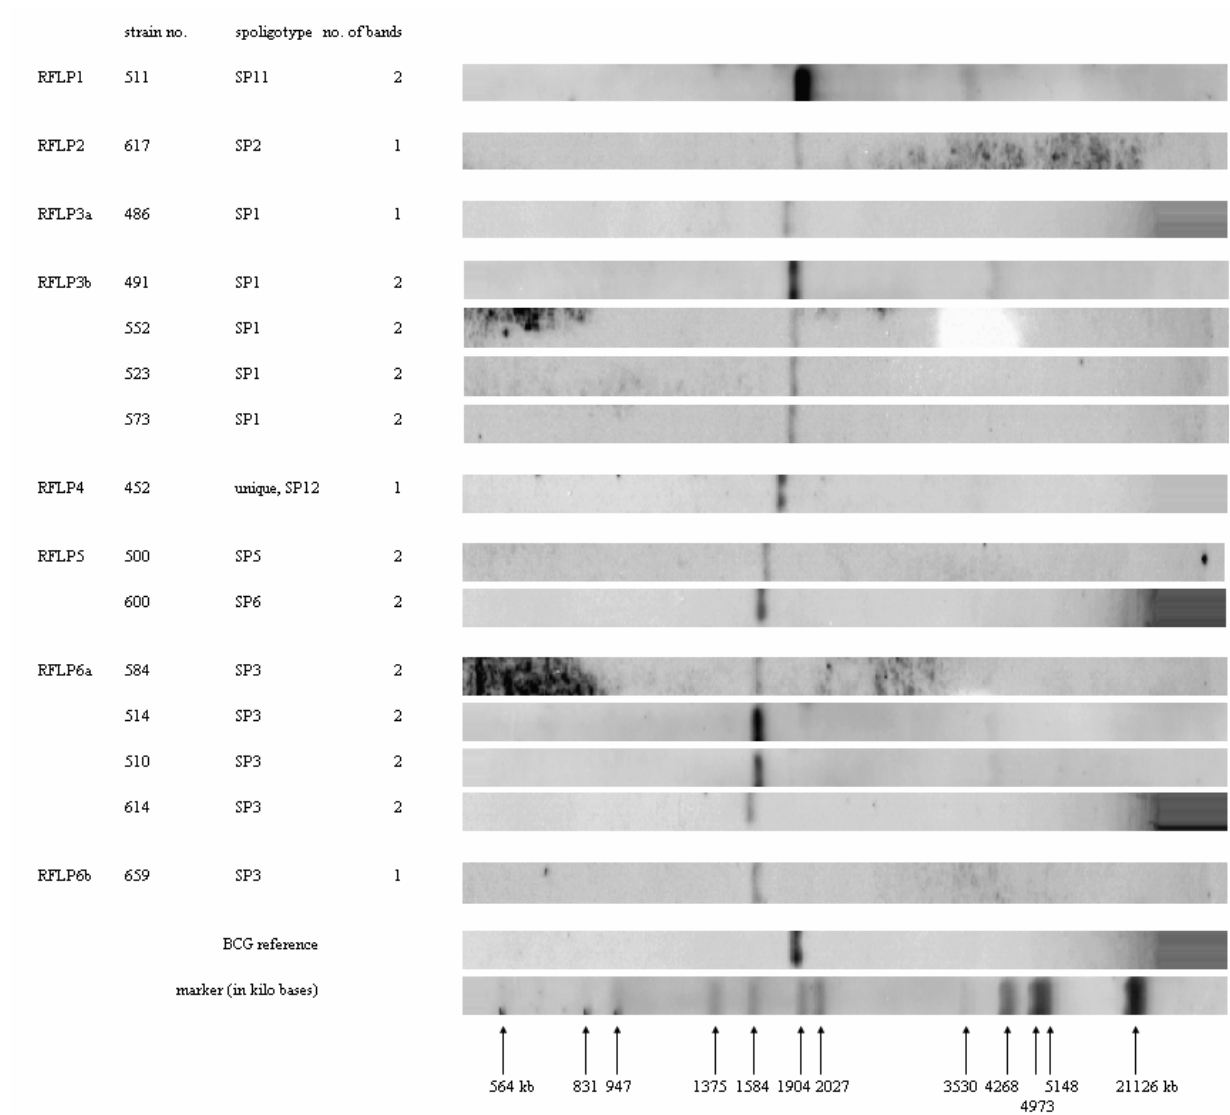 strain no. spoligotype no. of bands
RFLP1 511 SP11 2
RFLP2 617 SP2 1
RFLP3a 486 SP1 1
RFLP3b 491 SP1 2
552 SP1 2
523 SP1 2
573 SP1 2
RFLP4 452 unique, SP12 1
RFLP5 500 SP5 2
600 SP6 2
RFLP6a 584 SP3 2
514 SP3 2
510 SP3 2
614 SP3 2
RFLP6b 659 SP3 1
BCG reference
marker (in kilo bases)
564 kb 831 947 1375 1584 1904 2027 3530 4268 5148 21126 kb
4973